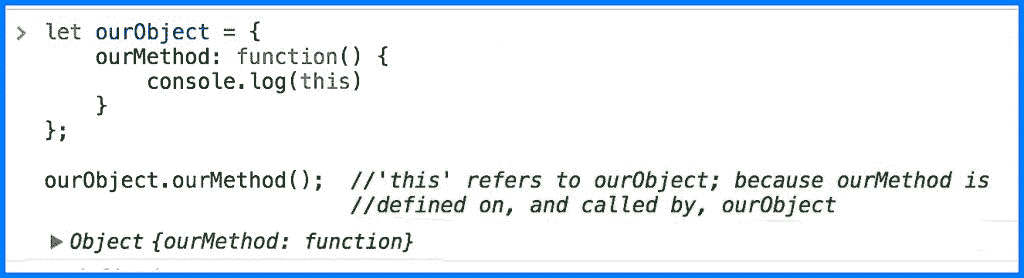 > let ourObject = {
ourMethod: function() {
console.log(this)
}
};
ourObject.ourMethod();  //'this' refers to ourObject; because ourMethod is
//defined on, and called by, ourObject
▶ Object {ourMethod: function}